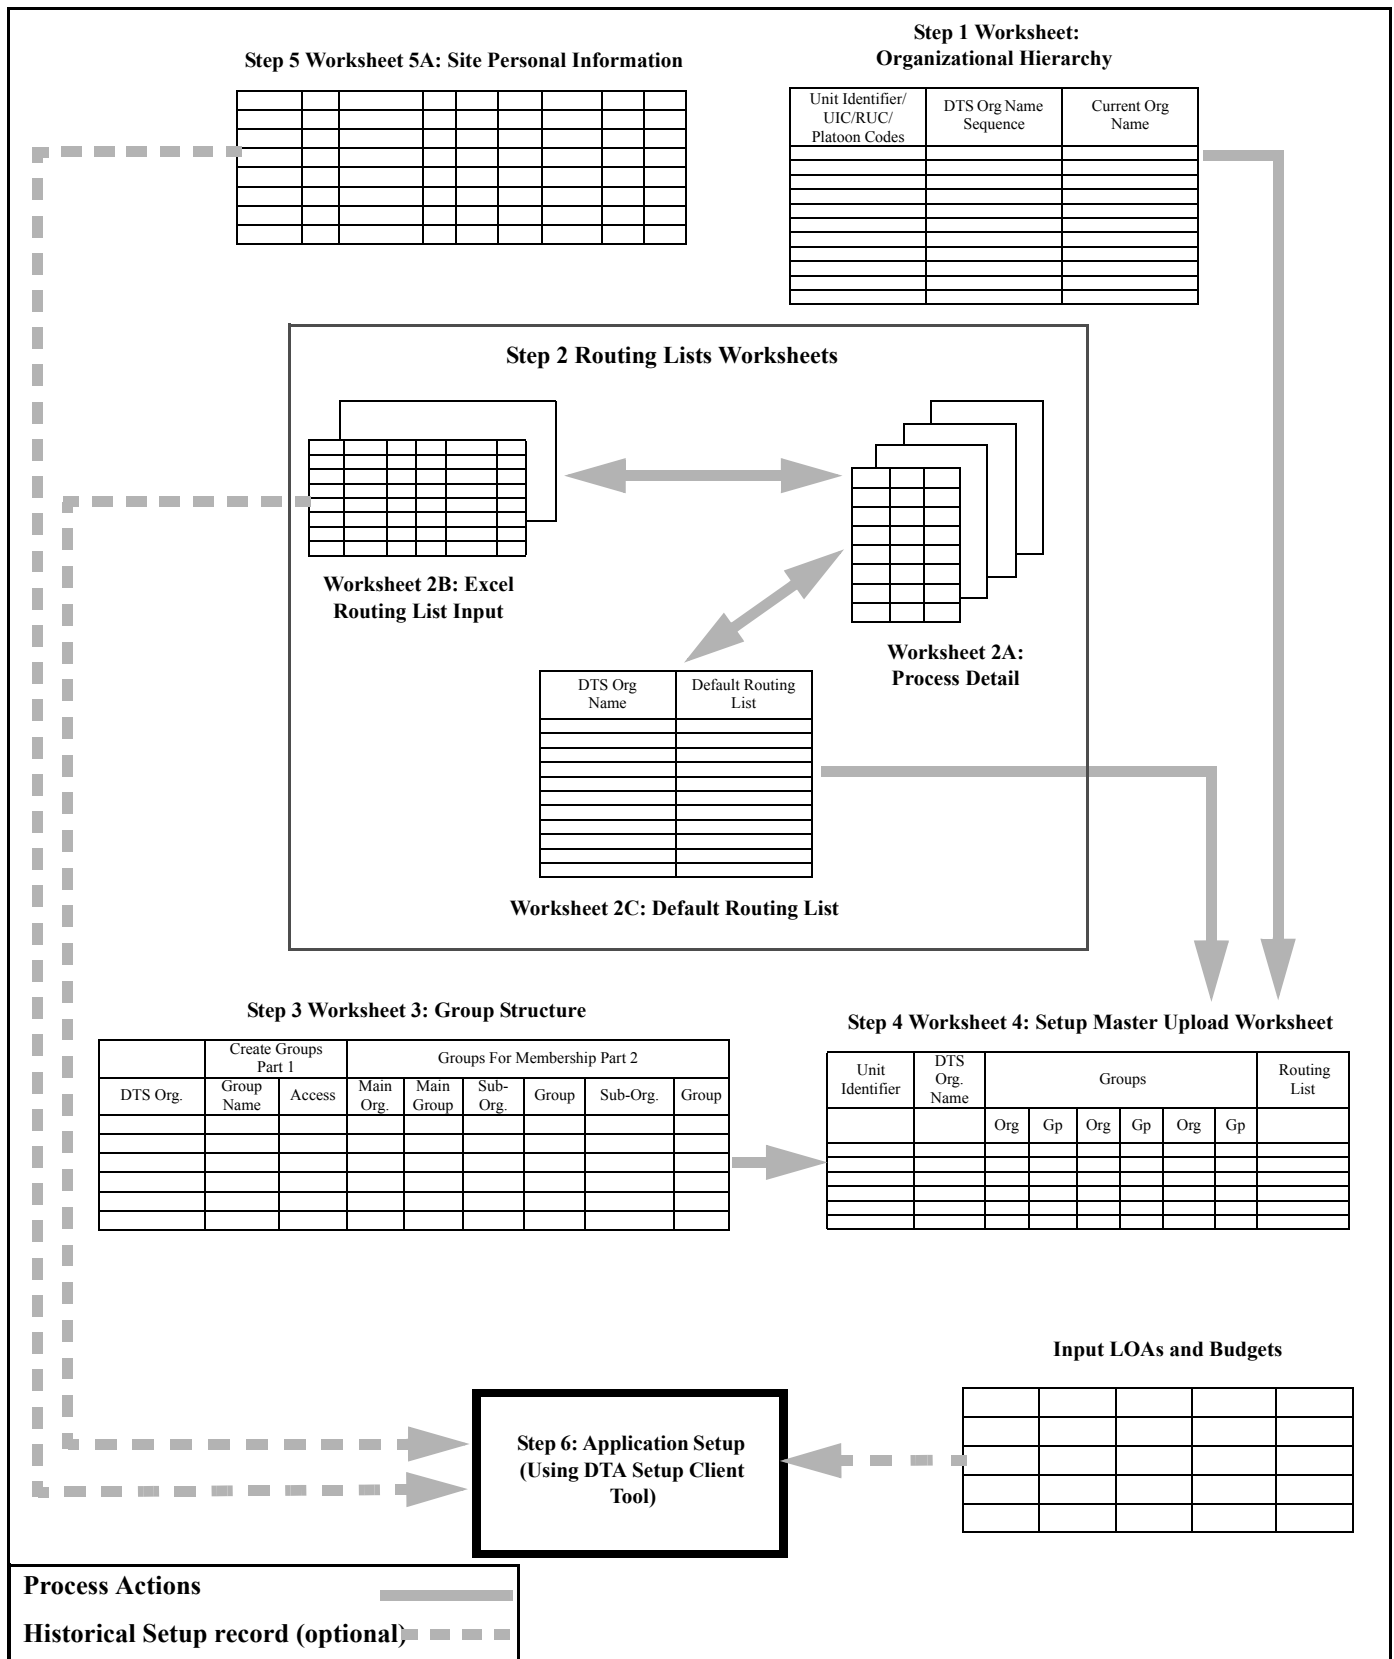 Step 5 Worksheet 5A: Site Personal Information
Step 1 Worksheet:
Organizational Hierarchy
Unit Identifier/
UIC/RUC/
Platoon Codes
DTS Org Name
Sequence
Current Org
Name
Step 2 Routing Lists Worksheets
Worksheet 2B: Excel
Routing List Input
Worksheet 2A:
Process Detail
DTS Org
Name
Default Routing
List
Worksheet 2C: Default Routing List
Step 3 Worksheet 3: Group Structure
Create Groups
Part 1
Groups For Membership Part 2
DTS Org.
Group
Name
Access
Main
Org.
Main
Group
Sub-
Org.
Group
Sub-Org.
Group
Step 4 Worksheet 4: Setup Master Upload Worksheet
Unit
Identifier
DTS
Org.
Name
Groups
Routing
List
Org Gp Org Gp Org Gp
Input LOAs and Budgets
Step 6: Application Setup
(Using DTA Setup Client
Tool)
Process Actions
Historical Setup record (optional)